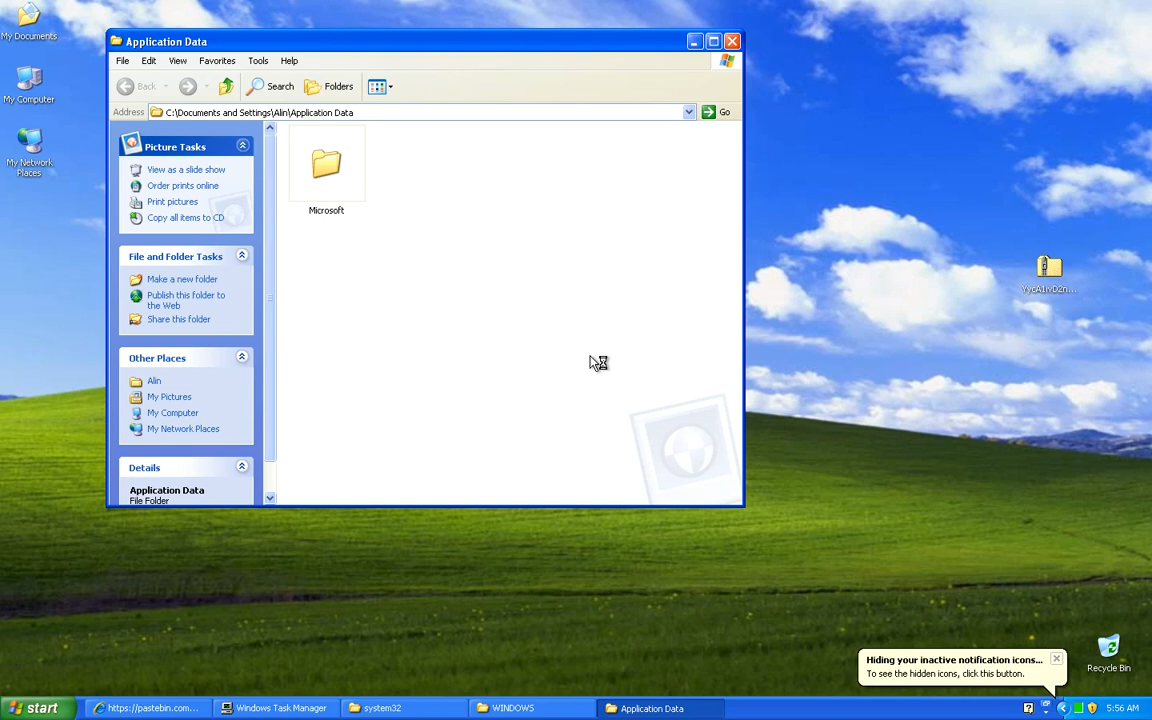 My Documents
My Computer
My Network
Places
Application Data
File Edit View Favorites Tools Help
Back Search Folders
Address C:\Documents and Settings\Alin\Application Data Go
Picture Tasks
View as a slide show
Order prints online
Print pictures
Copy all items to CD
File and Folder Tasks
Make a new folder
Publish this folder to
the Web
Share this folder
Other Places
Alin
My Pictures
My Computer
My Network Places
Details
Application Data
File Folder
Microsoft
Recycle Bin
Hiding your inactive notification icons...
To see the hidden icons, click this button.
start https://pastebin.com... Windows Task Manager system32 WINDOWS Application Data 5:56 AM